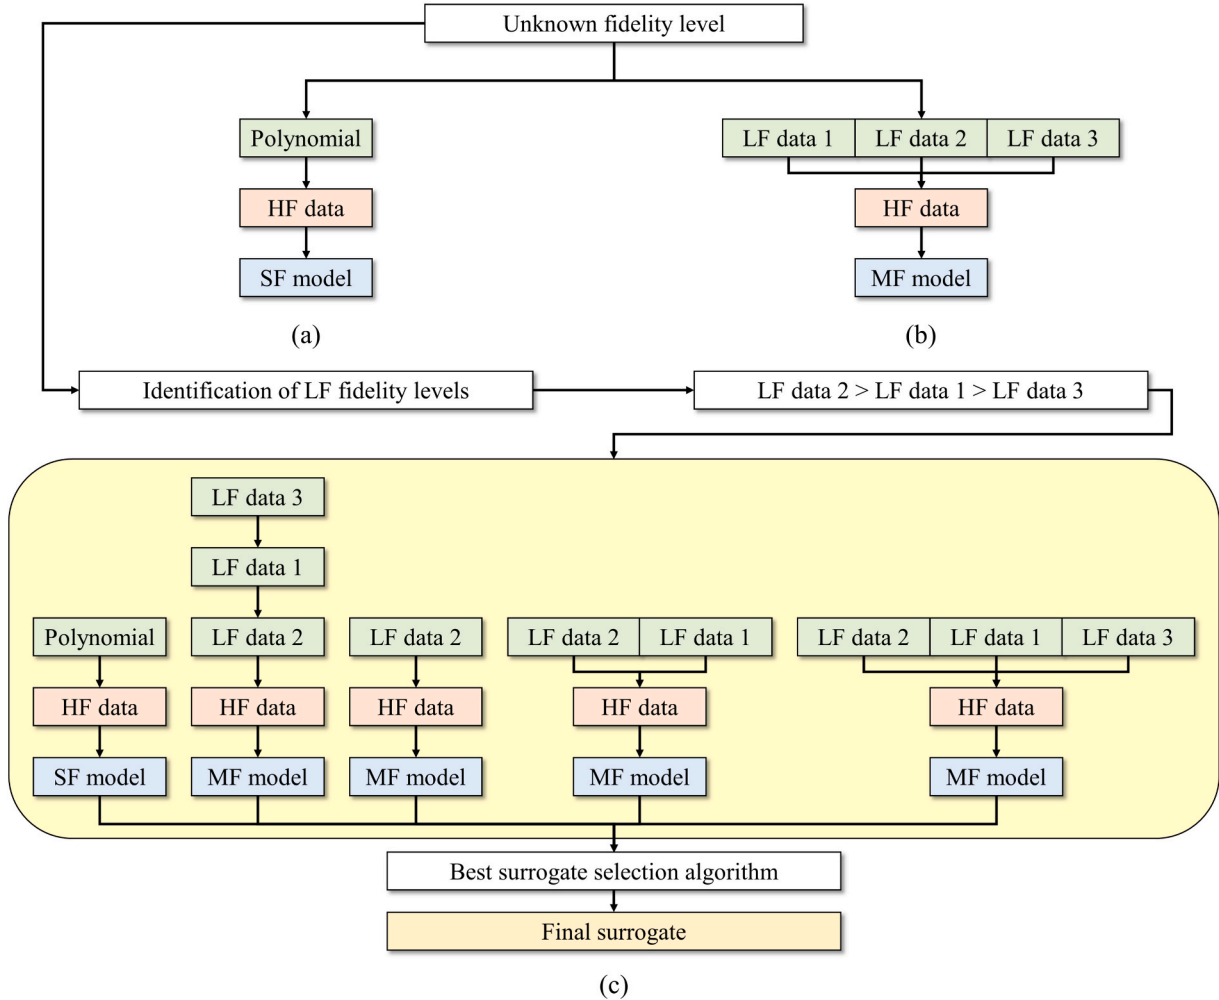 Unknown fidelity level
Polynomial
LF data 1 LF data 2 LF data 3
HF data
HF data
SF model
MF model
(a)
(b)
Identification of LF fidelity levels
LF data 2 > LF data 1 > LF data 3
LF data 3
LF data 1
Polynomial
LF data 2
LF data 2
LF data 2 LF data 1
LF data 2 LF data 1 LF data 3
HF data
HF data
HF data
HF data
HF data
SF model
MF model
MF model
MF model
MF model
Best surrogate selection algorithm
Final surrogate
(c)